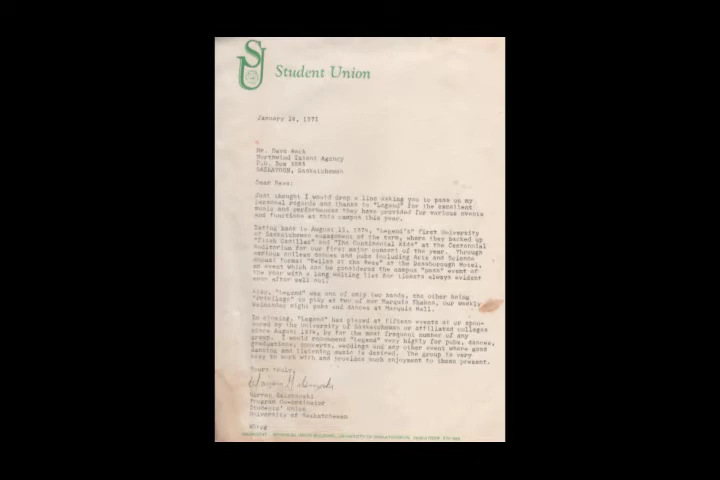 SU
Student Union
January 1971
Mr. Dave
Northwind Talent Agency
P.O. Box
SASKATOON, Saskatchewan
Dear Dave:
Just thought I would drop a line asking you to pass on my
personal regards and thanks to "Legend" for the excellent
music and performances they have provided for various events
and functions at this campus this year.
Dating back to August "Legend's" first University
of Saskatchewan engagement of the term, where they backed up
"Flash Cadillac" and "The Continental Kids" at the Centennial
Auditorium for our first major concert of the year. Through
various college dances and pubs including Arts and Science
annual formal "Belles at the Bess" at the Bessborough Hotel,
an event which can be considered the campus "pass" event of
the year with a long waiting list for tickets always evident
even after sell out.
Also, "Legend" was one of only two bands, the other being
"Privilege" to play at two of our Marquis Shakes, our weekly
Wednesday night pubs and dances at Marquis Hall.
In closing, "Legend" has played at fifteen events at or spon-
sored by the University of Saskatchewan or affiliated colleges
since August by far the most frequent number of any
group. I would recommend "Legend" very highly for pubs, dances,
graduations, concerts, weddings and any other event where good
dancing and listening music is desired. The group is very
easy to work with and provides much enjoyment to those present.
Yours truly,
Program Co-ordinator
Students' Union
University of Saskatchewan